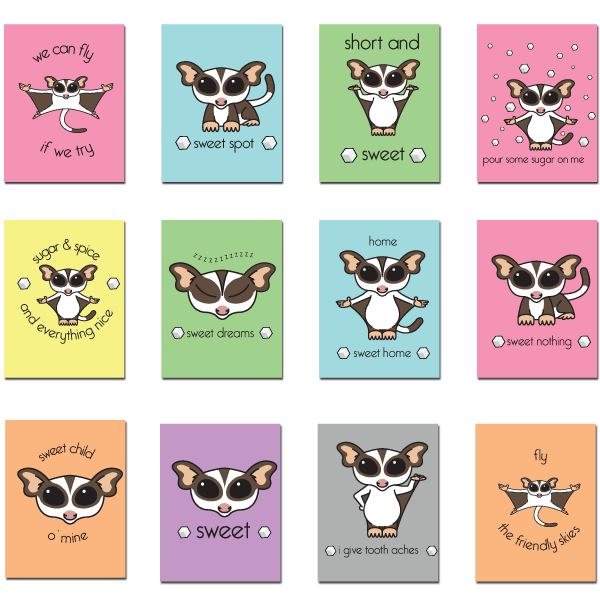 we can fly
if we try
sweet spot
short and
sweet
pour some sugar on me
sugar & spice
and everything nice
zzzzzzzzzzzz
sweet dreams
home
sweet home
sweet nothing
sweet child
o' mine
sweet
i give tooth aches
fly
the friendly skies